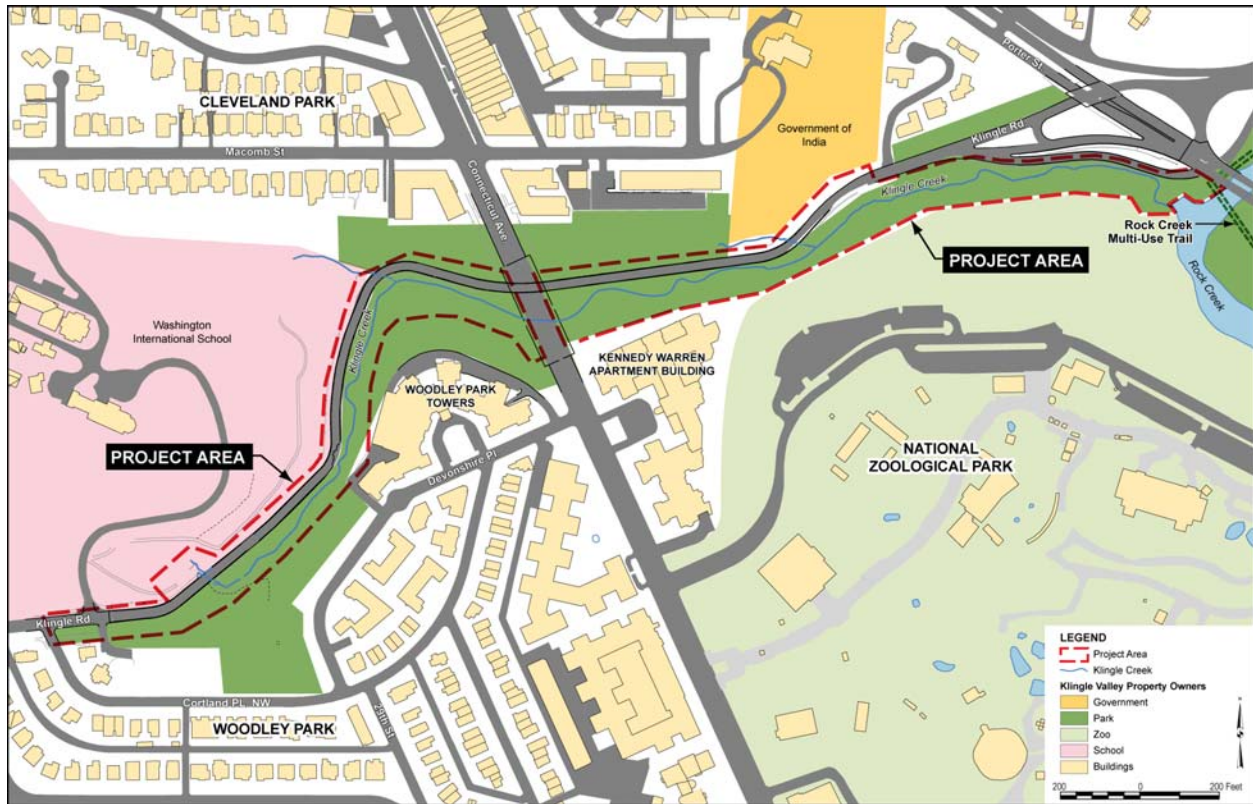 CLEVELAND PARK
Macomb St
Connecticut Ave
Government of
India
Porter St
Klingle Rd
Klingle Creek
Rock Creek
Multi-Use Trail
Rock Creek
PROJECT AREA
Washington
International School
Klingle Creek
KENNEDY WARREN
APARTMENT BUILDING
WOODLEY PARK
TOWERS
Devonshire Pl
PROJECT AREA
NATIONAL
ZOOLOGICAL PARK
Klingle Rd
Cortland PL, NW
29th St
WOODLEY PARK
LEGEND
Project Area
Klingle Creek
Klingle Valley Property Owners
Government
Park
Zoo
School
Buildings
200 0 200 Feet